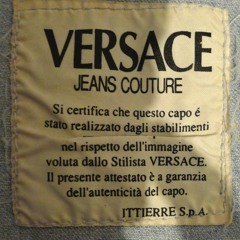 VERSACE
JEANS COUTURE
Si certifica che questo capo é
stato realizzato dagli stabilimenti
nel rispetto dell'immagine
voluta dallo Stilista VERSACE.
Il presente attestato è a garanzia
dell'autenticità del capo.
ITTIERRE S.p.A.